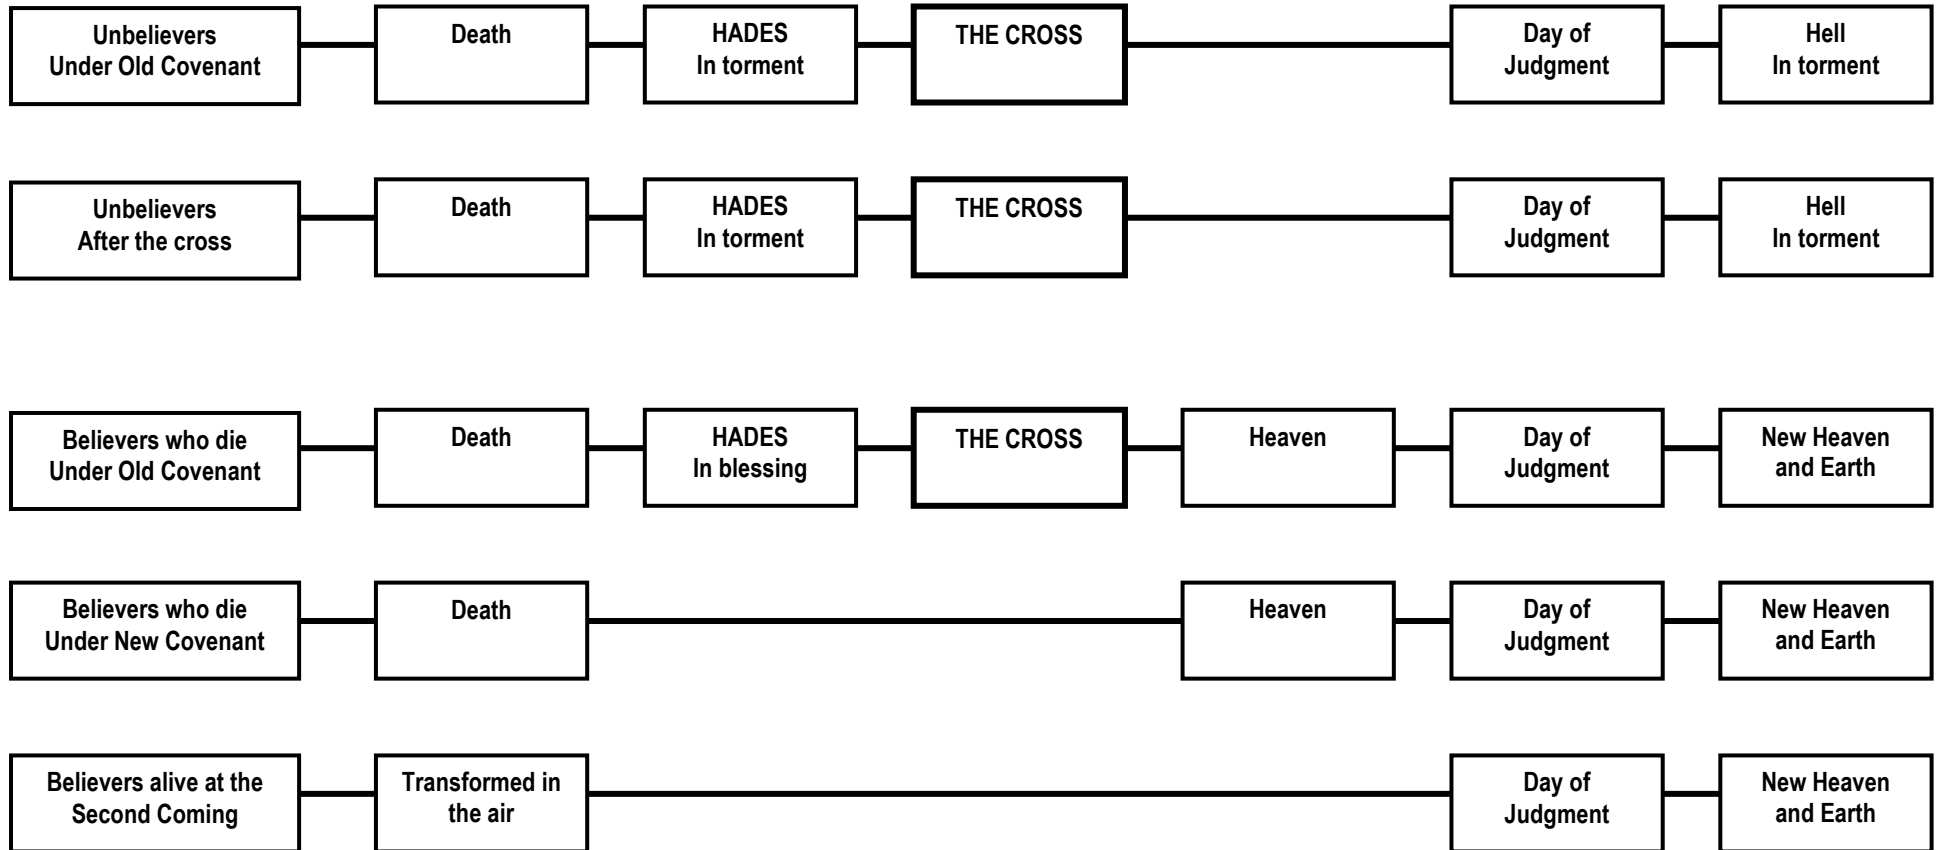 Unbelievers
Under Old Covenant
Death
HADES
In torment
THE CROSS
Day of
Judgment
Hell
In torment
Unbelievers
After the cross
Death
HADES
In torment
THE CROSS
Day of
Judgment
Hell
In torment
Believers who die
Under Old Covenant
Death
HADES
In blessing
THE CROSS
Heaven
Day of
Judgment
New Heaven
and Earth
Believers who die
Under New Covenant
Death
Heaven
Day of
Judgment
New Heaven
and Earth
Believers alive at the
Second Coming
Transformed in
the air
Day of
Judgment
New Heaven
and Earth